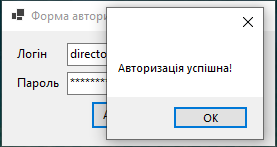 Форма автори
Логін
directo
Авторизація успішна!
Пароль
*********
А
OK